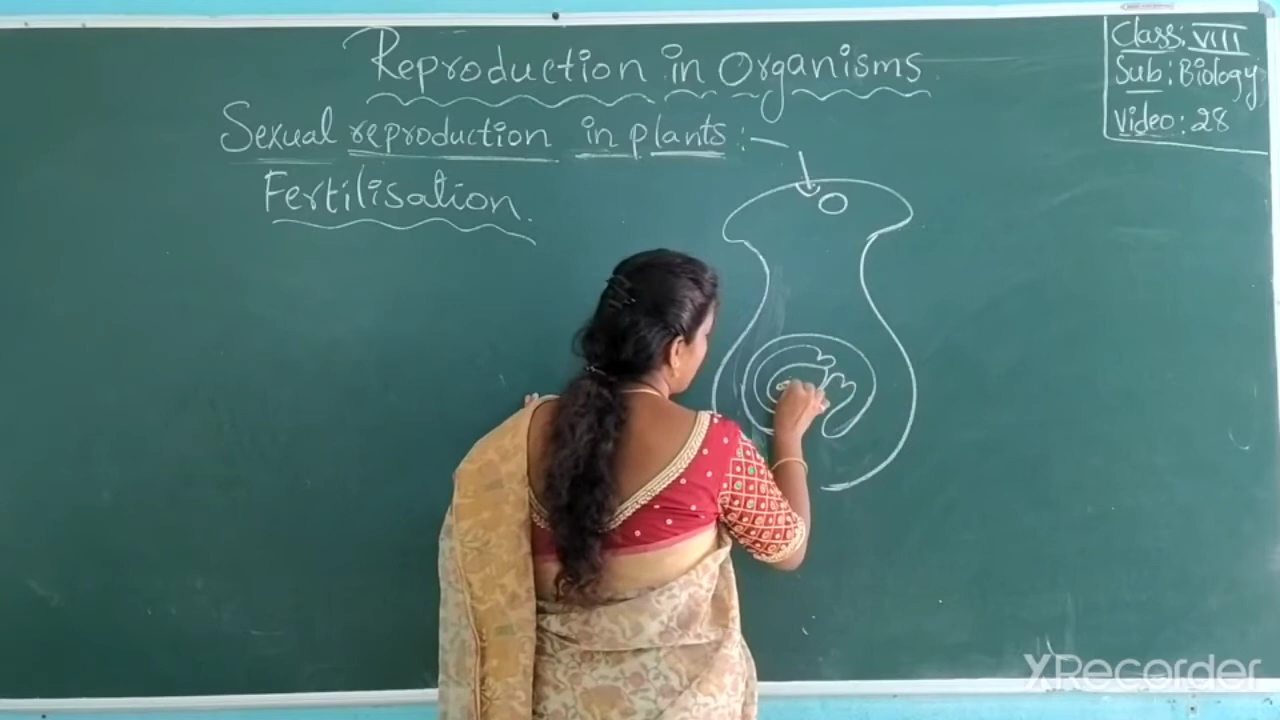 Reproduction in Organisms
Class: VIII
Sub: Biology
Video: 28
Sexual reproduction in plants:
Fertilisation.
XRecorder